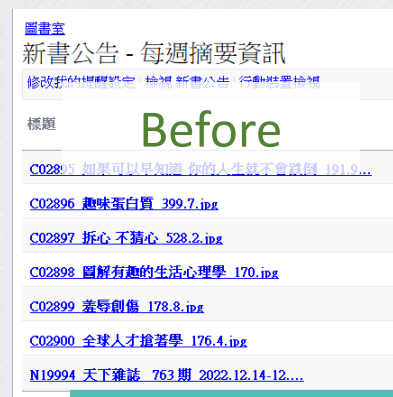 圖書室
新書公告 - 每週摘要資訊
修改我的提醒設定 | 檢視 新書公告 | 行動裝置檢視
Before
標題
C02895 如果可以早知道 你的人生就不會跌倒 191.9...
C02896 趣味蛋白質 399.7.jpg
C02897 拆心 不猜心 528.2.jpg
C02898 圖解有趣的生活心理學 170.jpg
C02899 羞辱創傷 178.8.jpg
C02900 全球人才搶著學 176.4.jpg
N19994 天下雜誌 763 期 2022.12.14-12....